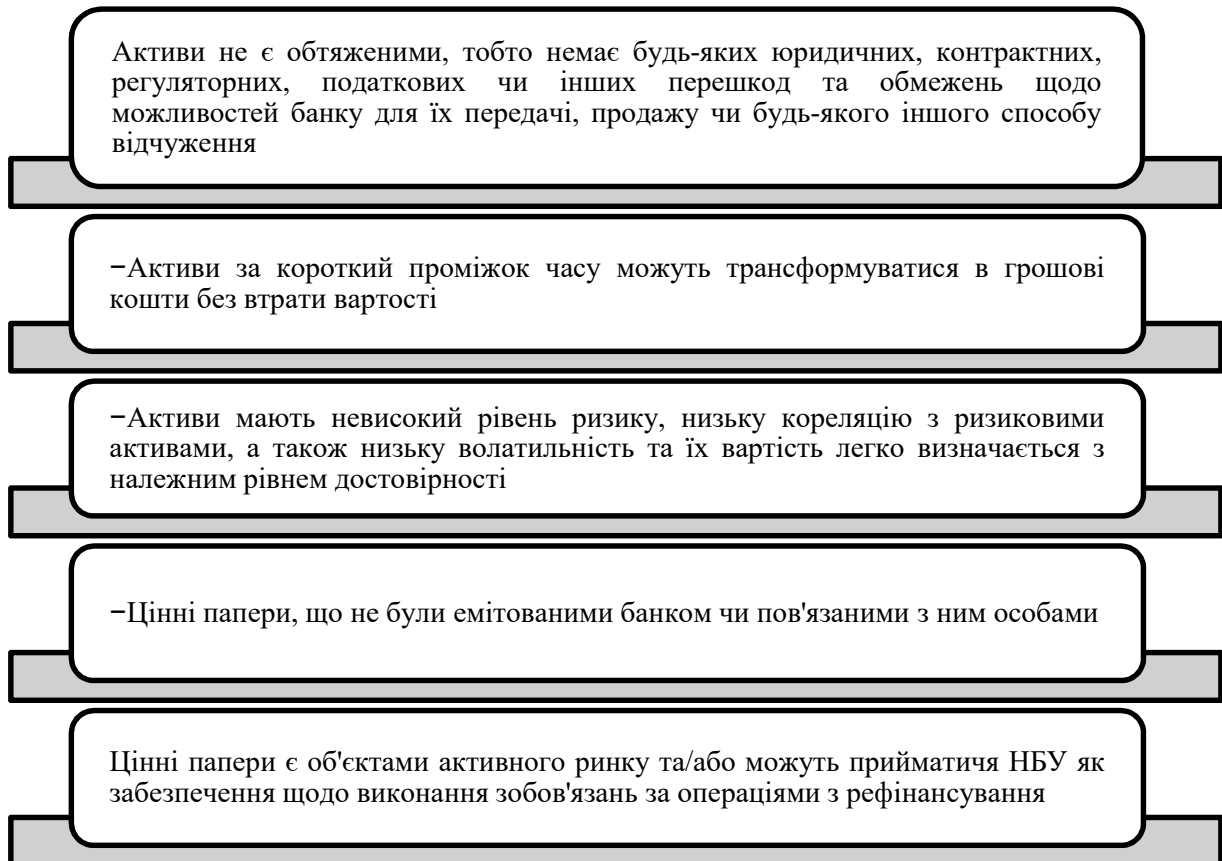 Активи не є обтяженими, тобто немає будь-яких юридичних, контрактних,
регуляторних, податкових чи інших перешкод та обмежень щодо
можливостей банку для їх передачі, продажу чи будь-якого іншого способу
відчуження
−Активи за короткий проміжок часу можуть трансформуватися в грошові
кошти без втрати вартості
−Активи мають невисокий рівень ризику, низьку кореляцію з ризиковими
активами, а також низьку волатильність та їх вартість легко визначається з
належним рівнем достовірності
−Цінні папери, що не були емітованими банком чи пов'язаними з ним особами
Цінні папери є об'єктами активного ринку та/або можуть прийматичя НБУ як
забезпечення щодо виконання зобов'язань за операціями з рефінансування